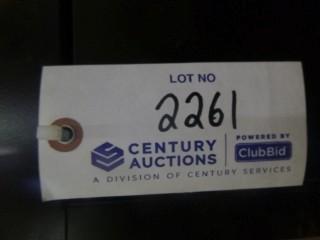 LOT NO
2261
CENTURY AUCTIONS
POWERED BY
ClubBid
A DIVISION OF CENTURY SERVICES